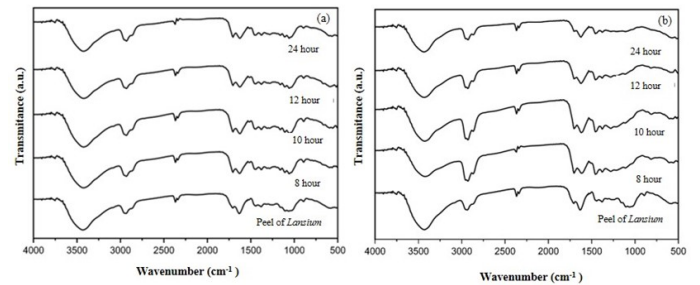 (a)
24 hour
12 hour
10 hour
8 hour
Peel of Lansium
Transmitance (a.u.)
4000 3500 3000 2500 2000 1500 1000 500
Wavenumber (cm-1 )
(b)
24 hour
12 hour
10 hour
8 hour
Peel of Lansium
Transmitance (a.u.)
4000 3500 3000 2500 2000 1500 1000 500
Wavenumber (cm-1 )